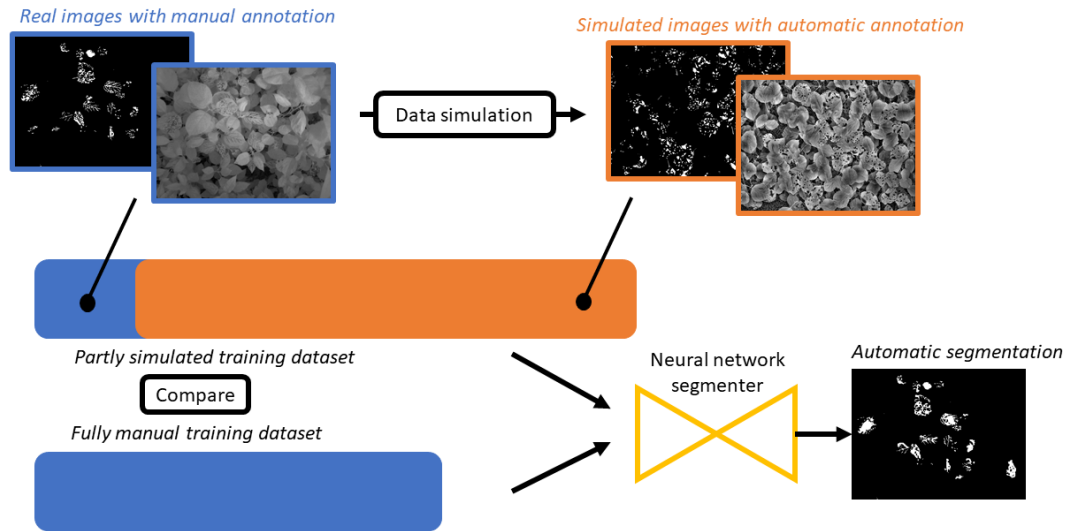 Real images with manual annotation
Simulated images with automatic annotation
Data simulation
Partly simulated training dataset
Compare
Fully manual training dataset
Neural network
segmenter
Automatic segmentation